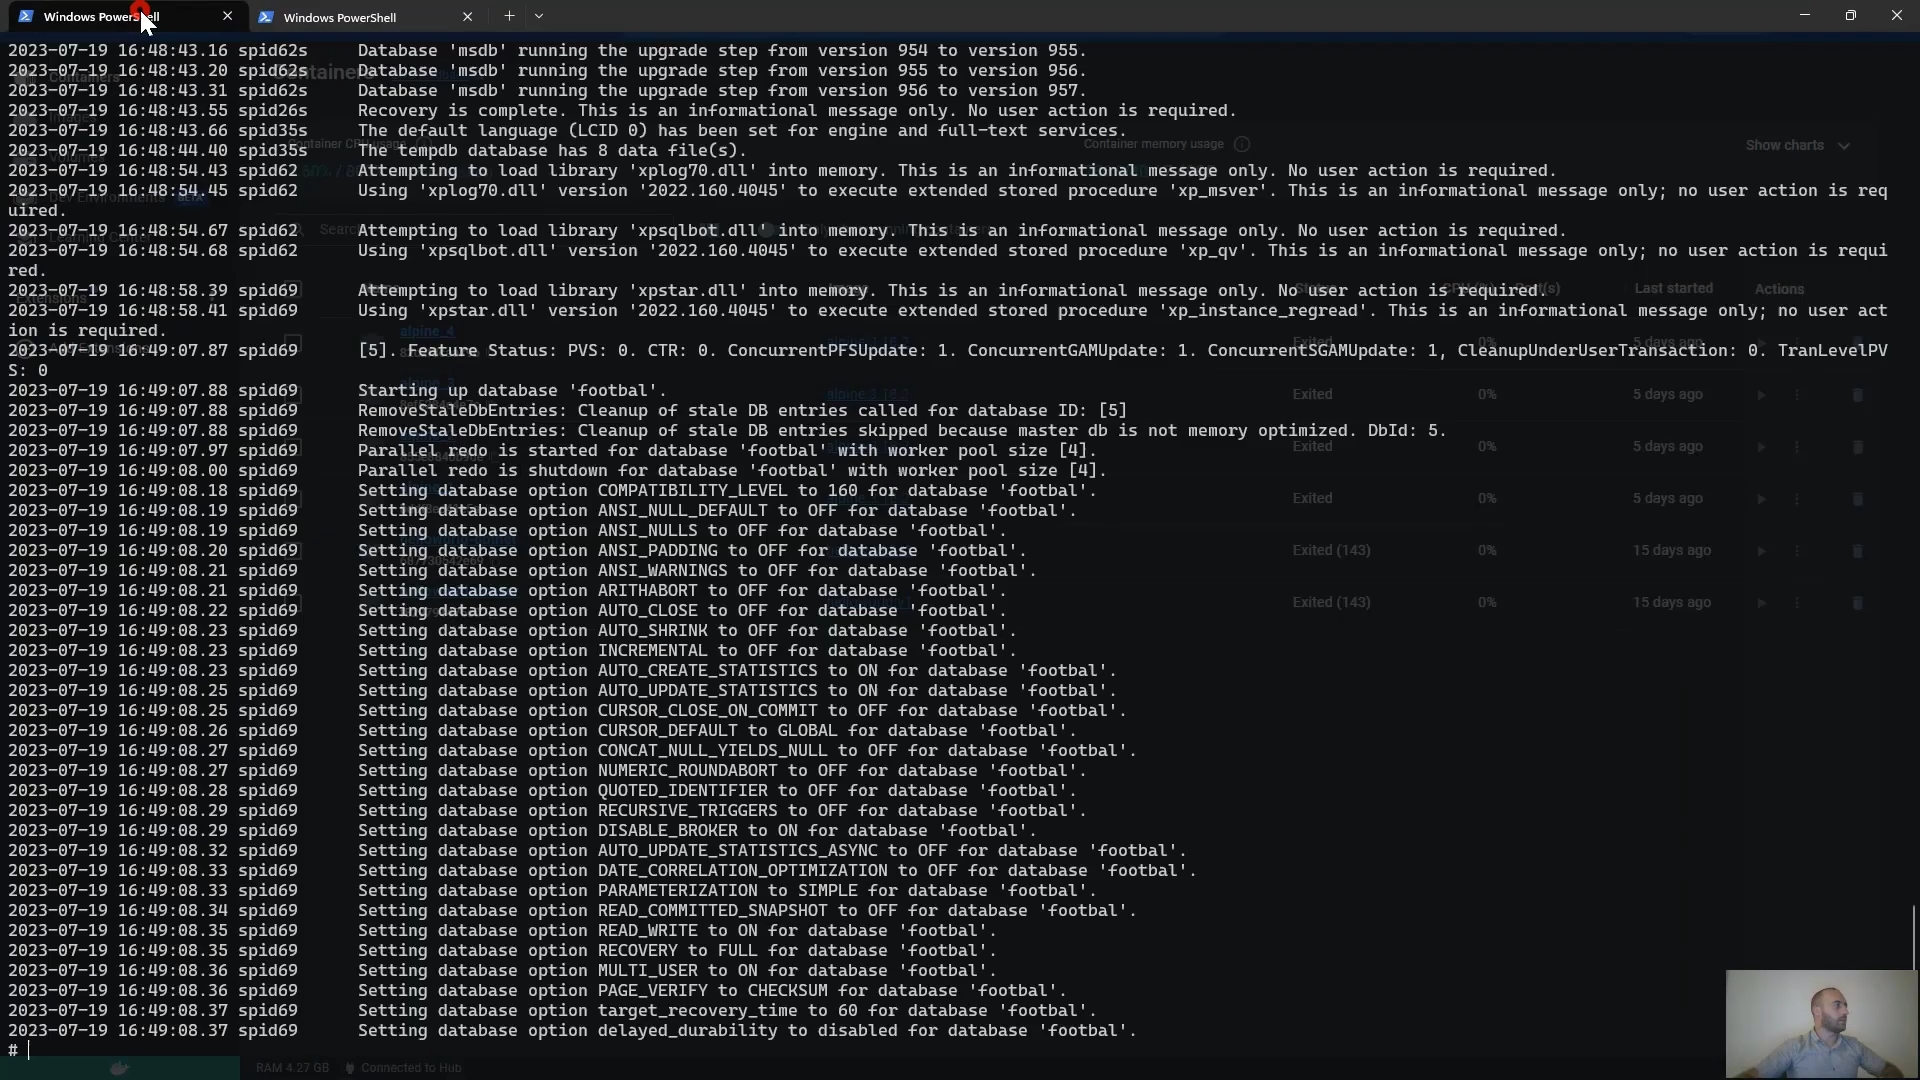 Windows PowerShell
Windows PowerShell
2023-07-19 16:48:43.16 spid62s Database 'msdb' running the upgrade step from version 954 to version 955.
2023-07-19 16:48:43.20 spid62s Database 'msdb' running the upgrade step from version 955 to version 956.
2023-07-19 16:48:43.31 spid62s Database 'msdb' running the upgrade step from version 956 to version 957.
2023-07-19 16:48:43.55 spid26s Recovery is complete. This is an informational message only. No user action is required.
2023-07-19 16:48:43.66 spid35s The default language (LCID 0) has been set for engine and full-text services.
2023-07-19 16:48:44.40 spid35s The tempdb database has 8 data file(s).
2023-07-19 16:48:54.43 spid62 Attempting to load library 'xplog70.dll' into memory. This is an informational message only. No user action is required.
2023-07-19 16:48:54.45 spid62 Using 'xplog70.dll' version '2022.160.4045' to execute extended stored procedure 'xp_msver'. This is an informational message only; no user action is req
uired.
2023-07-19 16:48:54.67 spid62 Attempting to load library 'xpsqlbot.dll' into memory. This is an informational message only. No user action is required.
2023-07-19 16:48:54.68 spid62 Using 'xpsqlbot.dll' version '2022.160.4045' to execute extended stored procedure 'xp_qv'. This is an informational message only; no user action is requi
red.
2023-07-19 16:48:58.39 spid69 Attempting to load library 'xpstar.dll' into memory. This is an informational message only. No user action is required.
2023-07-19 16:48:58.41 spid69 Using 'xpstar.dll' version '2022.160.4045' to execute extended stored procedure 'xp_instance_regread'. This is an informational message only; no user act
ion is required.
2023-07-19 16:49:07.87 spid69 [5]. Feature Status: PVS: 0. CTR: 0. ConcurrentPFSUpdate: 1. ConcurrentGAMUpdate: 1. ConcurrentSGAMUpdate: 1, CleanupUnderUserTransaction: 0. TranLevelPV
S: 0
2023-07-19 16:49:07.88 spid69 Starting up database 'footbal'.
2023-07-19 16:49:07.88 spid69 RemoveStaleDbEntries: Cleanup of stale DB entries called for database ID: [5]
2023-07-19 16:49:07.88 spid69 RemoveStaleDbEntries: Cleanup of stale DB entries skipped because master db is not memory optimized. DbId: 5.
2023-07-19 16:49:07.97 spid69 Parallel redo is started for database 'footbal' with worker pool size [4].
2023-07-19 16:49:08.00 spid69 Parallel redo is shutdown for database 'footbal' with worker pool size [4].
2023-07-19 16:49:08.18 spid69 Setting database option COMPATIBILITY_LEVEL to 160 for database 'footbal'.
2023-07-19 16:49:08.19 spid69 Setting database option ANSI_NULL_DEFAULT to OFF for database 'footbal'.
2023-07-19 16:49:08.19 spid69 Setting database option ANSI_NULLS to OFF for database 'footbal'.
2023-07-19 16:49:08.20 spid69 Setting database option ANSI_PADDING to OFF for database 'footbal'.
2023-07-19 16:49:08.21 spid69 Setting database option ANSI_WARNINGS to OFF for database 'footbal'.
2023-07-19 16:49:08.21 spid69 Setting database option ARITHABORT to OFF for database 'footbal'.
2023-07-19 16:49:08.22 spid69 Setting database option AUTO_CLOSE to OFF for database 'footbal'.
2023-07-19 16:49:08.23 spid69 Setting database option AUTO_SHRINK to OFF for database 'footbal'.
2023-07-19 16:49:08.23 spid69 Setting database option INCREMENTAL to OFF for database 'footbal'.
2023-07-19 16:49:08.23 spid69 Setting database option AUTO_CREATE_STATISTICS to ON for database 'footbal'.
2023-07-19 16:49:08.25 spid69 Setting database option AUTO_UPDATE_STATISTICS to ON for database 'footbal'.
2023-07-19 16:49:08.25 spid69 Setting database option CURSOR_CLOSE_ON_COMMIT to OFF for database 'footbal'.
2023-07-19 16:49:08.26 spid69 Setting database option CURSOR_DEFAULT to GLOBAL for database 'footbal'.
2023-07-19 16:49:08.27 spid69 Setting database option CONCAT_NULL_YIELDS_NULL to OFF for database 'footbal'.
2023-07-19 16:49:08.27 spid69 Setting database option NUMERIC_ROUNDABORT to OFF for database 'footbal'.
2023-07-19 16:49:08.28 spid69 Setting database option QUOTED_IDENTIFIER to OFF for database 'footbal'.
2023-07-19 16:49:08.29 spid69 Setting database option RECURSIVE_TRIGGERS to OFF for database 'footbal'.
2023-07-19 16:49:08.29 spid69 Setting database option DISABLE_BROKER to ON for database 'footbal'.
2023-07-19 16:49:08.32 spid69 Setting database option AUTO_UPDATE_STATISTICS_ASYNC to OFF for database 'footbal'.
2023-07-19 16:49:08.33 spid69 Setting database option DATE_CORRELATION_OPTIMIZATION to OFF for database 'footbal'.
2023-07-19 16:49:08.33 spid69 Setting database option PARAMETERIZATION to SIMPLE for database 'footbal'.
2023-07-19 16:49:08.34 spid69 Setting database option READ_COMMITTED_SNAPSHOT to OFF for database 'footbal'.
2023-07-19 16:49:08.35 spid69 Setting database option READ_WRITE to ON for database 'footbal'.
2023-07-19 16:49:08.35 spid69 Setting database option RECOVERY to FULL for database 'footbal'.
2023-07-19 16:49:08.36 spid69 Setting database option MULTI_USER to ON for database 'footbal'.
2023-07-19 16:49:08.36 spid69 Setting database option PAGE_VERIFY to CHECKSUM for database 'footbal'.
2023-07-19 16:49:08.37 spid69 Setting database option target_recovery_time to 60 for database 'footbal'.
2023-07-19 16:49:08.37 spid69 Setting database option delayed_durability to disabled for database 'footbal'.
#
Containers
Container CPU usage
Container memory usage
Show charts
Last started
Actions
alpine_4
Exited 0% 5 days ago
Exited 0% 5 days ago
Exited 0% 5 days ago
Exited (143) 0% 15 days ago
Exited (143) 0% 15 days ago
RAM 4.27 GB
Connected to Hub